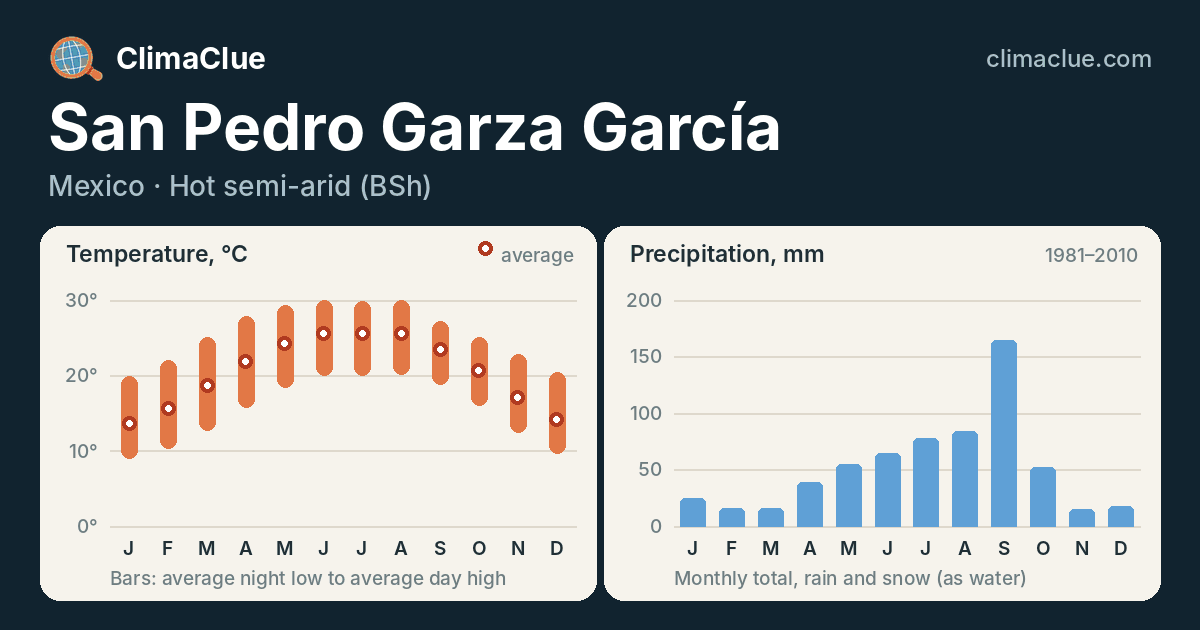 ClimaClue
climaclue.com
San Pedro Garza García
Mexico · Hot semi-arid (BSh)
Temperature, °C
average
30°
20°
10°
0°
J F M A M J J A S O N D
Bars: average night low to average day high
Precipitation, mm
1981–2010
200
150
100
50
0
J F M A M J J A S O N D
Monthly total, rain and snow (as water)